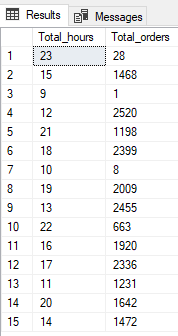 Results Messages
Total_hours Total_orders
1 23 28
2 15 1468
3 9 1
4 12 2520
5 21 1198
6 18 2399
7 10 8
8 19 2009
9 13 2455
10 22 663
11 16 1920
12 17 2336
13 11 1231
14 20 1642
15 14 1472